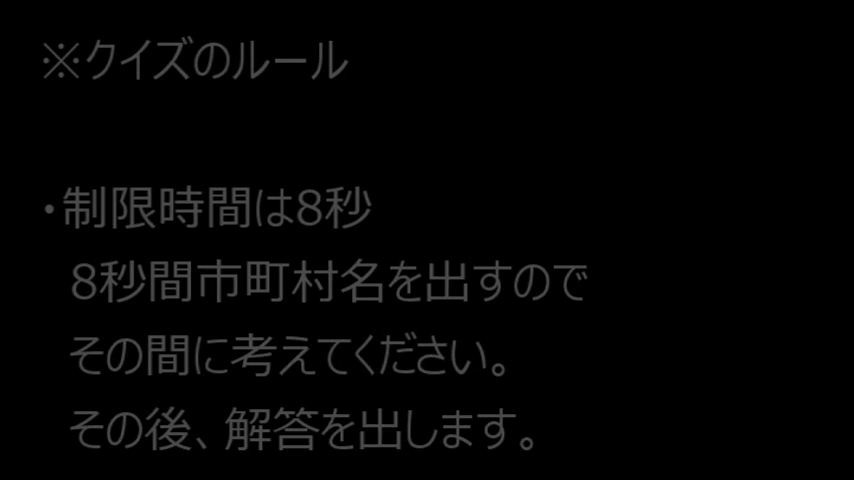 ※クイズのルール
・制限時間は8秒
8秒間市町村名を出すので
その間に考えてください。
その後、解答を出します。